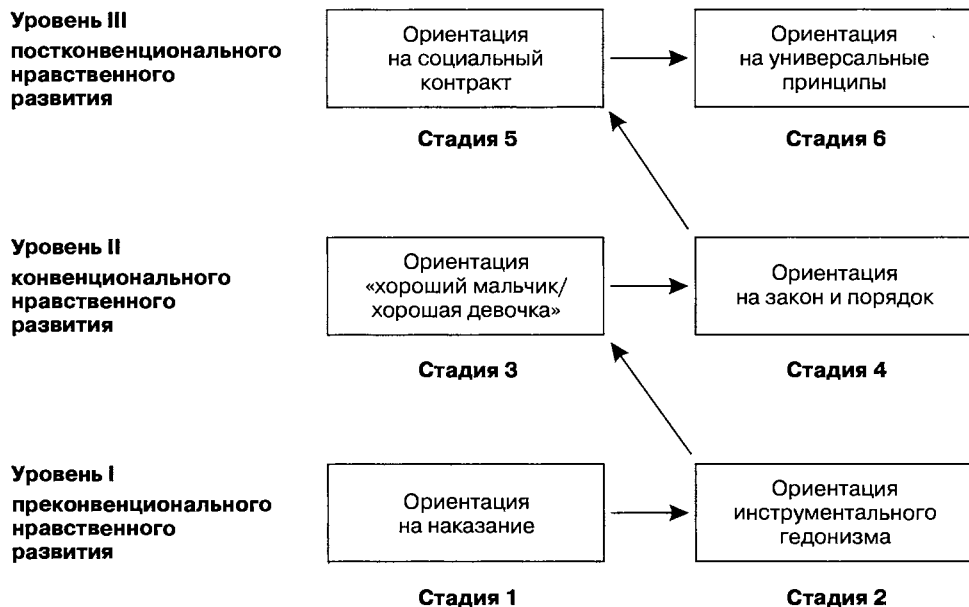 Уровень III
постконвенционального
нравственного
развития
Ориентация
на социальный
контракт
Стадия 5
Ориентация
на универсальные
принципы
Стадия 6
Уровень II
конвенционального
нравственного
развития
Ориентация
«хороший мальчик/
хорошая девочка»
Стадия 3
Ориентация
на закон и порядок
Стадия 4
Уровень I
преконвенционального
нравственного
развития
Ориентация
на наказание
Стадия 1
Ориентация
инструментального
гедонизма
Стадия 2